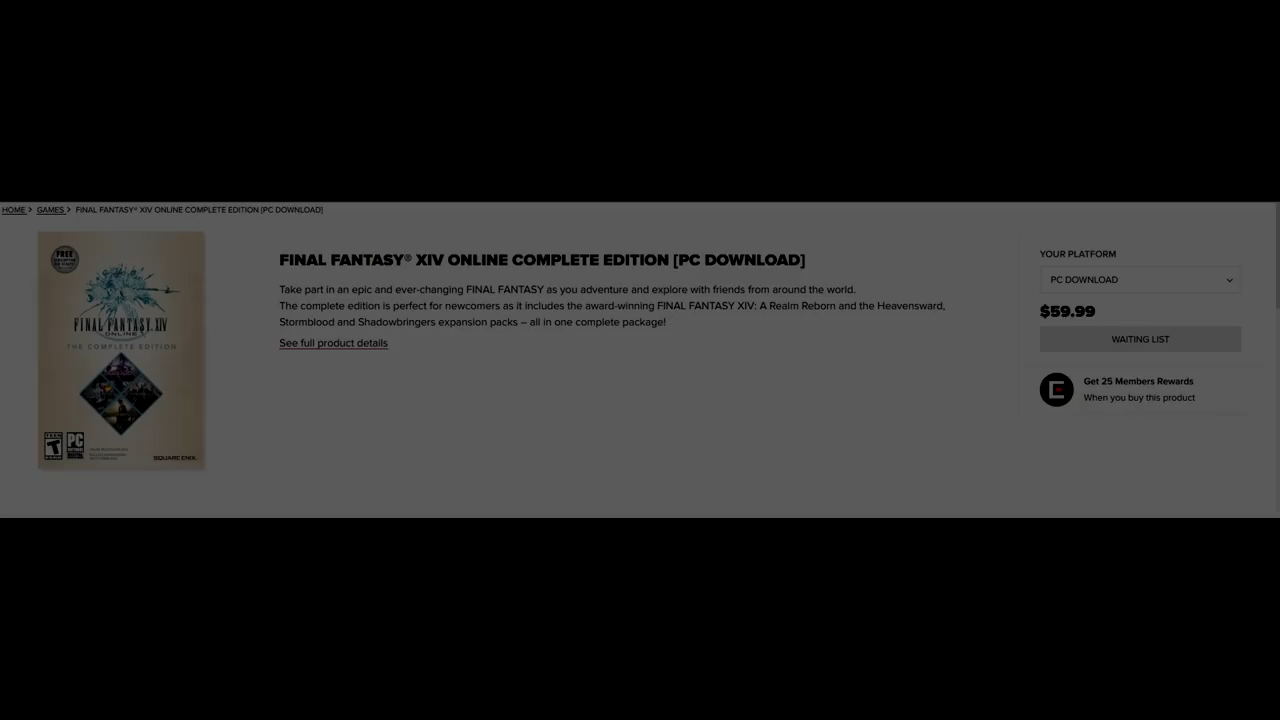 HOME > GAMES > FINAL FANTASY® XIV ONLINE COMPLETE EDITION [PC DOWNLOAD]
FREE
FINAL FANTASY XIV
ONLINE
THE COMPLETE EDITION
TEEN
T
PC
SQUARE ENIX
FINAL FANTASY® XIV ONLINE COMPLETE EDITION [PC DOWNLOAD]
Take part in an epic and ever-changing FINAL FANTASY as you adventure and explore with friends from around the world.
The complete edition is perfect for newcomers as it includes the award-winning FINAL FANTASY XIV: A Realm Reborn and the Heavensward,
Stormblood and Shadowbringers expansion packs – all in one complete package!
See full product details
YOUR PLATFORM
PC DOWNLOAD
$59.99
WAITING LIST
Get 25 Members Rewards
When you buy this product